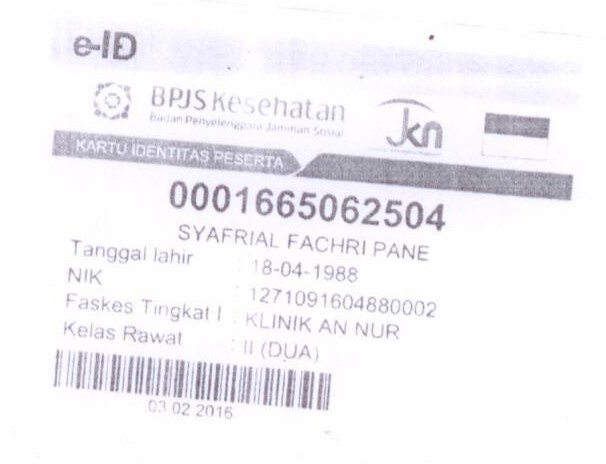 e-ID
BPJS Kesehatan
Badan Penyelenggara Jaminan Sosial
Jkn
KARTU IDENTITAS PESERTA
0001665062504
SYAFRIAL FACHRI PANE
Tanggal lahir : 18-04-1988
NIK : 1271091604880002
Faskes Tingkat I : KLINIK AN NUR
Kelas Rawat : II (DUA)
03 02 2016